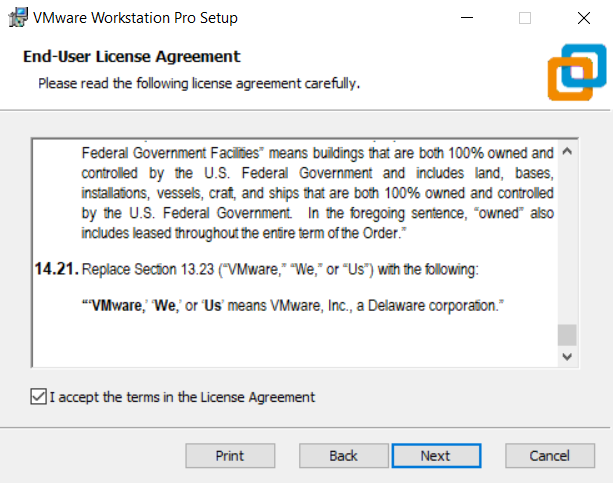 VMware Workstation Pro Setup
End-User License Agreement
Please read the following license agreement carefully.
Federal Government Facilities” means buildings that are both 100% owned and
controlled by the U.S. Federal Government and includes land, bases,
installations, vessels, craft, and ships that are both 100% owned and controlled
by the U.S. Federal Government. In the foregoing sentence, “owned” also
includes leased throughout the entire term of the Order.”
14.21. Replace Section 13.23 (“VMware,” “We,” or “Us”) with the following:
“‘VMware,’ ‘We,’ or ‘Us’ means VMware, Inc., a Delaware corporation.”
I accept the terms in the License Agreement
Print Back Next Cancel